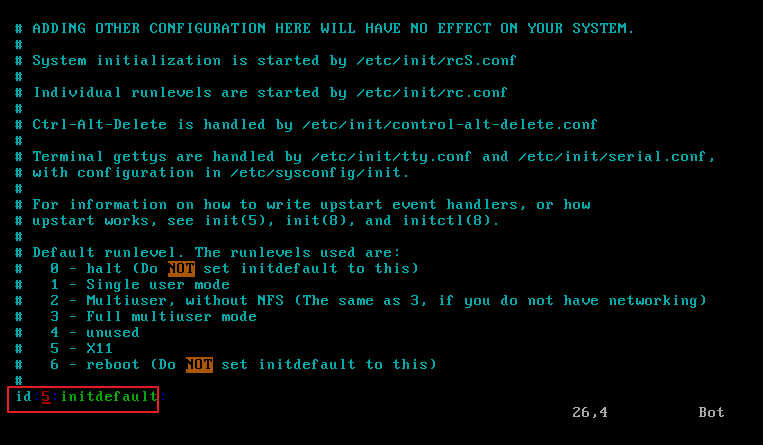 # ADDING OTHER CONFIGURATION HERE WILL HAVE NO EFFECT ON YOUR SYSTEM.
#
# System initialization is started by /etc/init/rcS.conf
#
# Individual runlevels are started by /etc/init/rc.conf
#
# Ctrl-Alt-Delete is handled by /etc/init/control-alt-delete.conf
#
# Terminal gettys are handled by /etc/init/tty.conf and /etc/init/serial.conf,
# with configuration in /etc/sysconfig/init.
#
# For information on how to write upstart event handlers, or how
# upstart works, see init(5), init(8), and initctl(8).
#
# Default runlevel. The runlevels used are:
#   0 - halt (Do NOT set initdefault to this)
#   1 - Single user mode
#   2 - Multiuser, without NFS (The same as 3, if you do not have networking)
#   3 - Full multiuser mode
#   4 - unused
#   5 - X11
#   6 - reboot (Do NOT set initdefault to this)
#
id:5:initdefault:
26,4 Bot